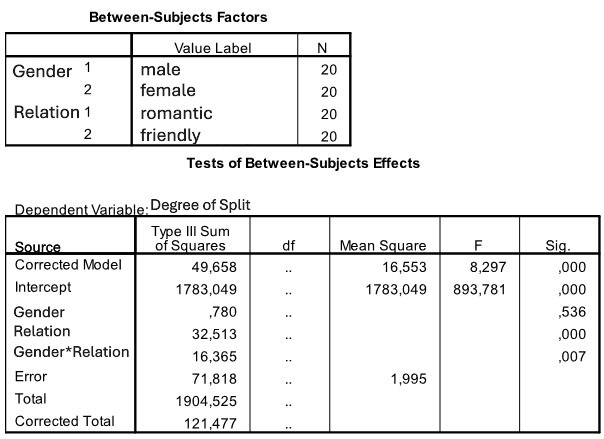 Between-Subjects Factors
Value Label N
Gender 1 male 20
2 female 20
Relation 1 romantic 20
2 friendly 20
Tests of Between-Subjects Effects
Dependent Variable: Degree of Split
Source Type III Sum of Squares df Mean Square F Sig.
Corrected Model 49,658 .. 16,553 8,297 ,000
Intercept 1783,049 .. 1783,049 893,781 ,000
Gender ,780 .. ,536
Relation 32,513 .. ,000
Gender*Relation 16,365 .. ,007
Error 71,818 .. 1,995
Total 1904,525 ..
Corrected Total 121,477 ..